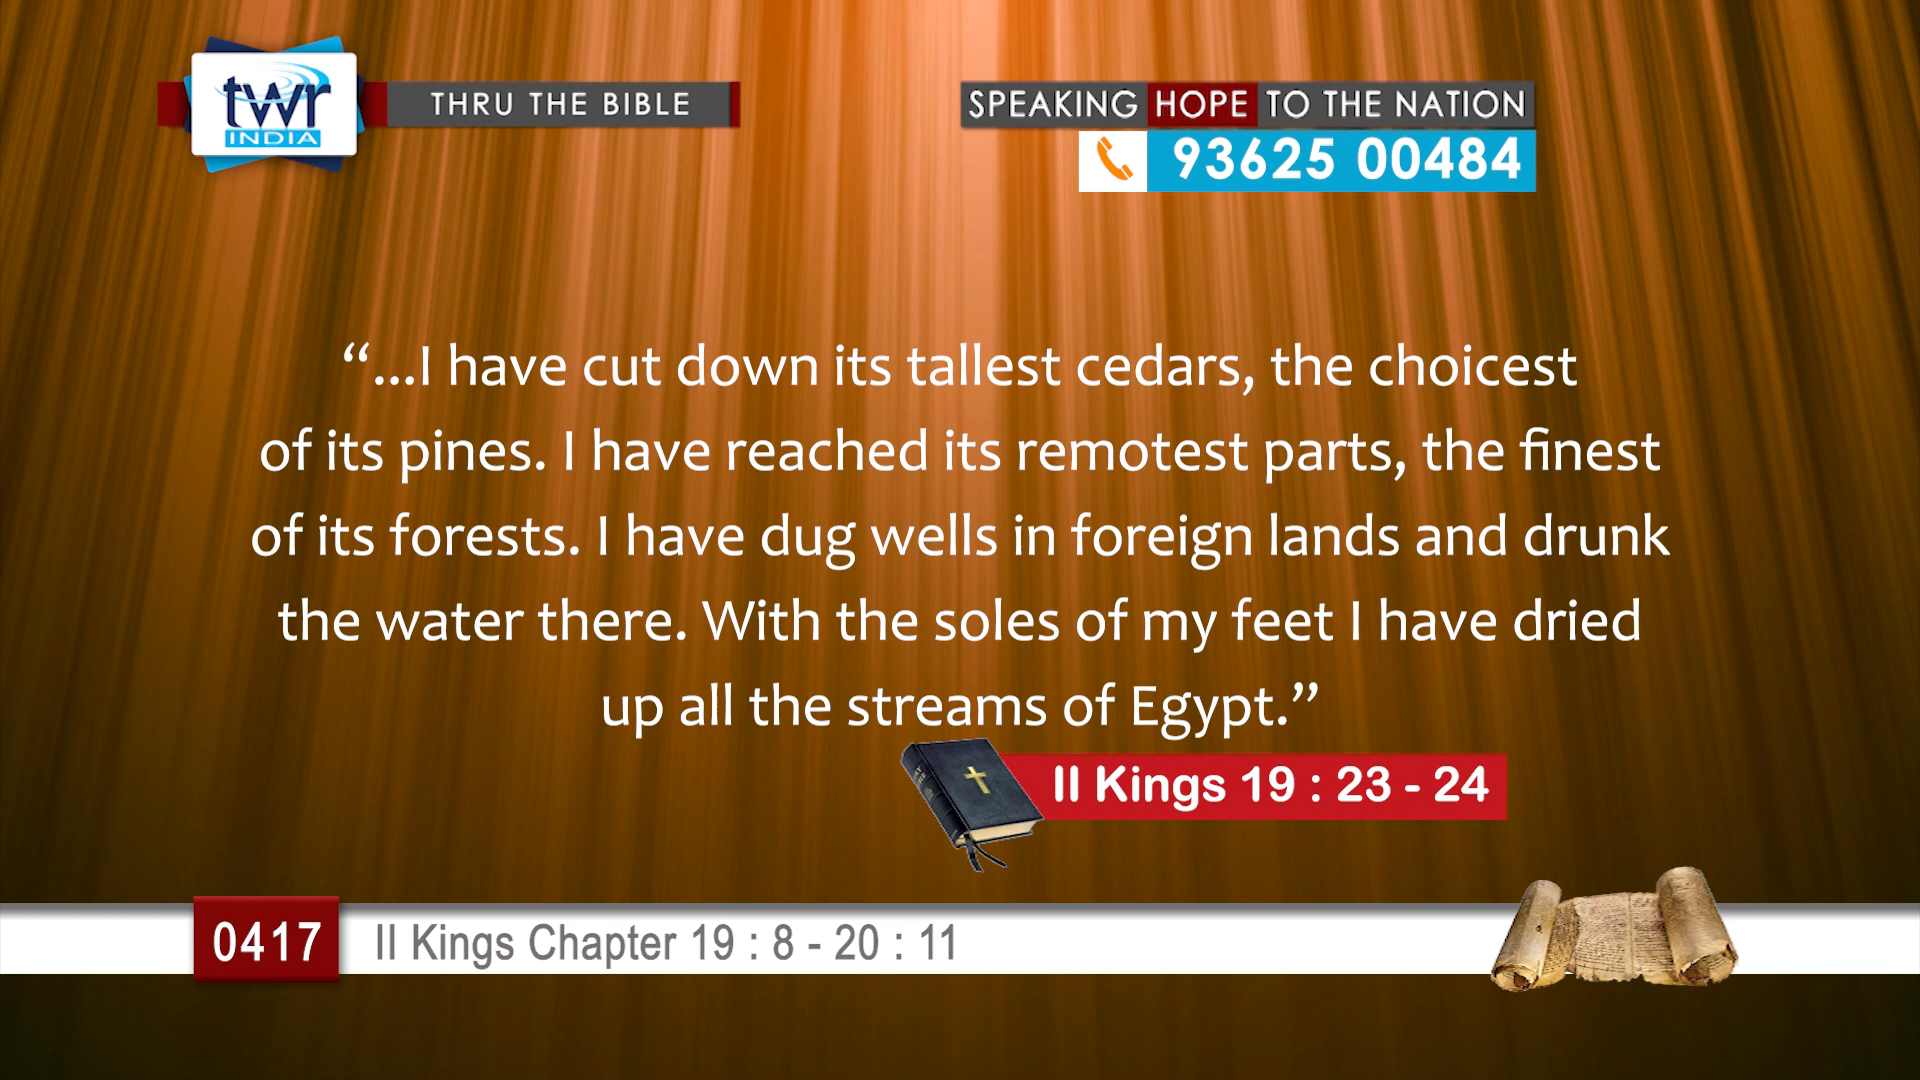 twr
INDIA
THRU THE BIBLE
SPEAKING HOPE TO THE NATION
93625 00484
“...I have cut down its tallest cedars, the choicest
of its pines. I have reached its remotest parts, the finest
of its forests. I have dug wells in foreign lands and drunk
the water there. With the soles of my feet I have dried
up all the streams of Egypt.”
II Kings 19 : 23 - 24
0417
II Kings Chapter 19 : 8 - 20 : 11